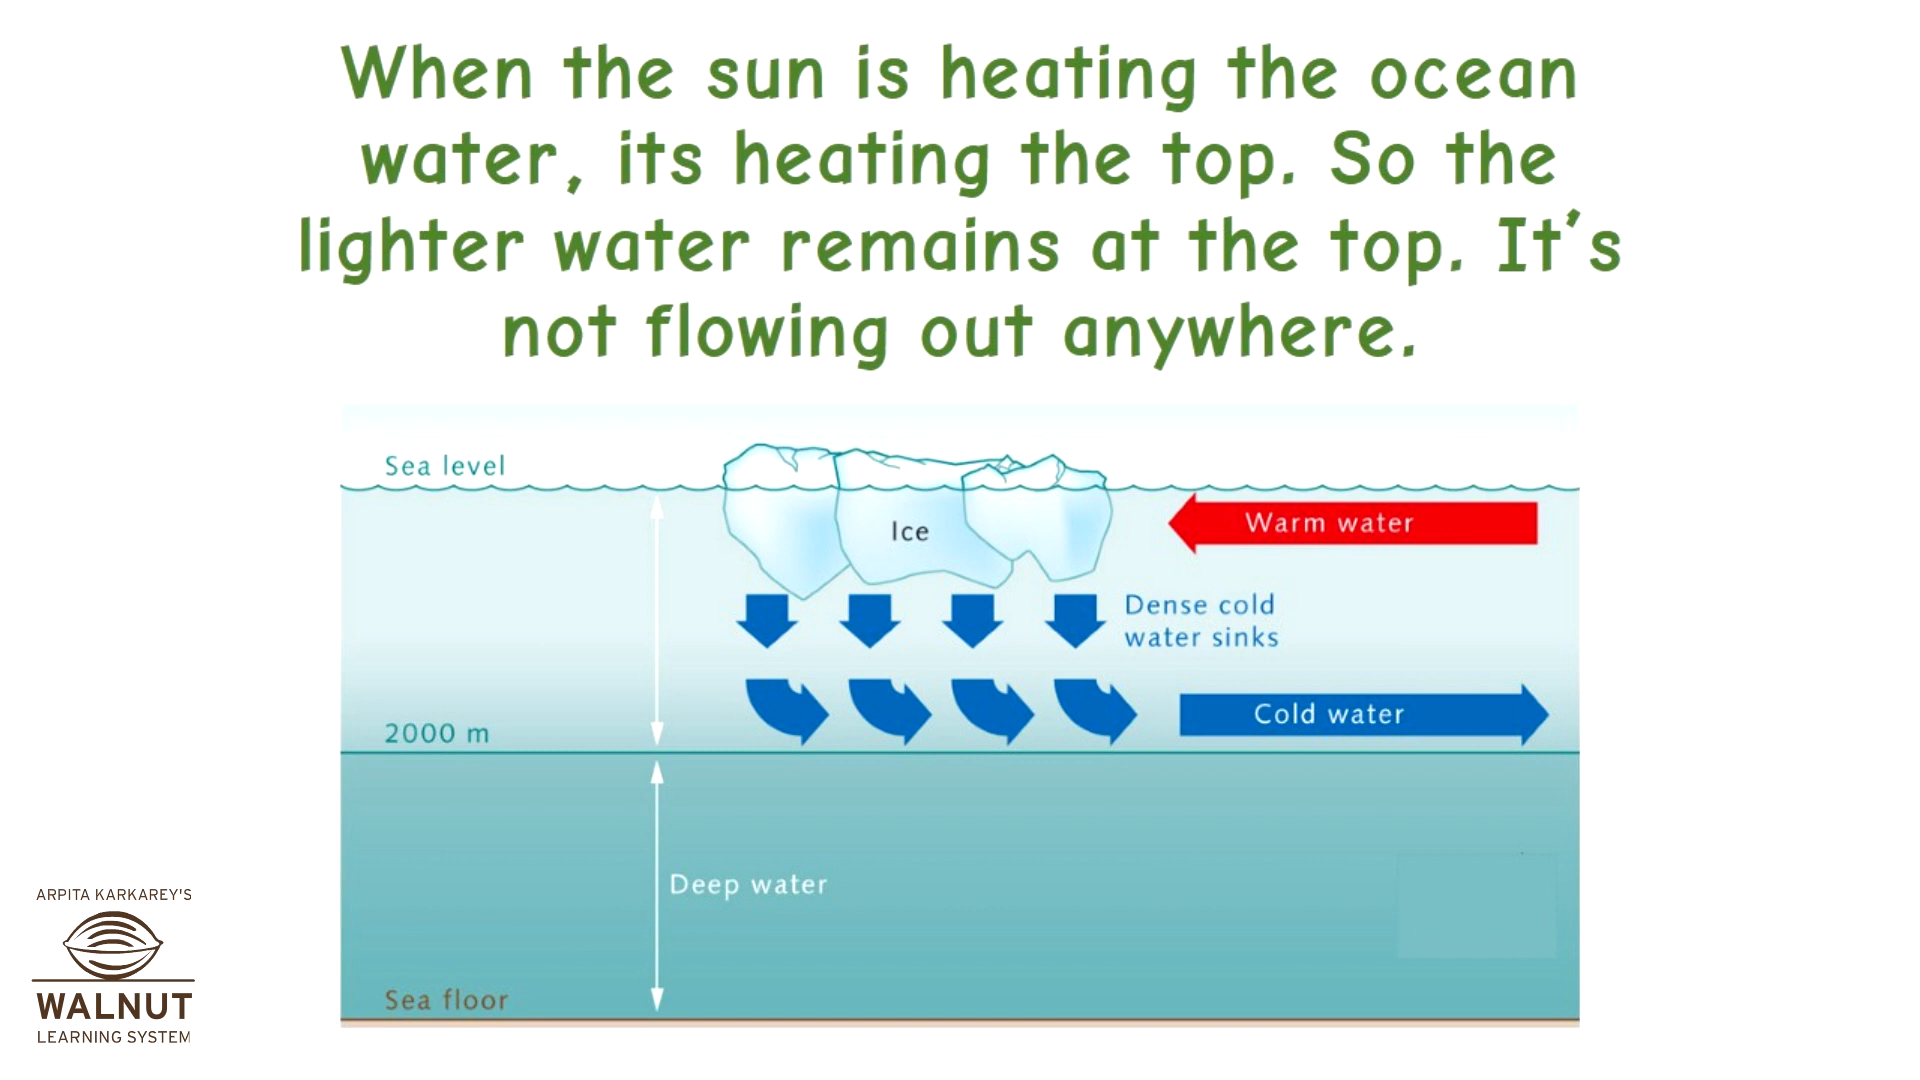 When the sun is heating the ocean
water, its heating the top. So the
lighter water remains at the top. It's
not flowing out anywhere.
Sea level
Ice
Warm water
Dense cold
water sinks
Cold water
2000 m
Deep water
Sea floor
ARPITA KARKAREY'S
WALNUT
LEARNING SYSTEM